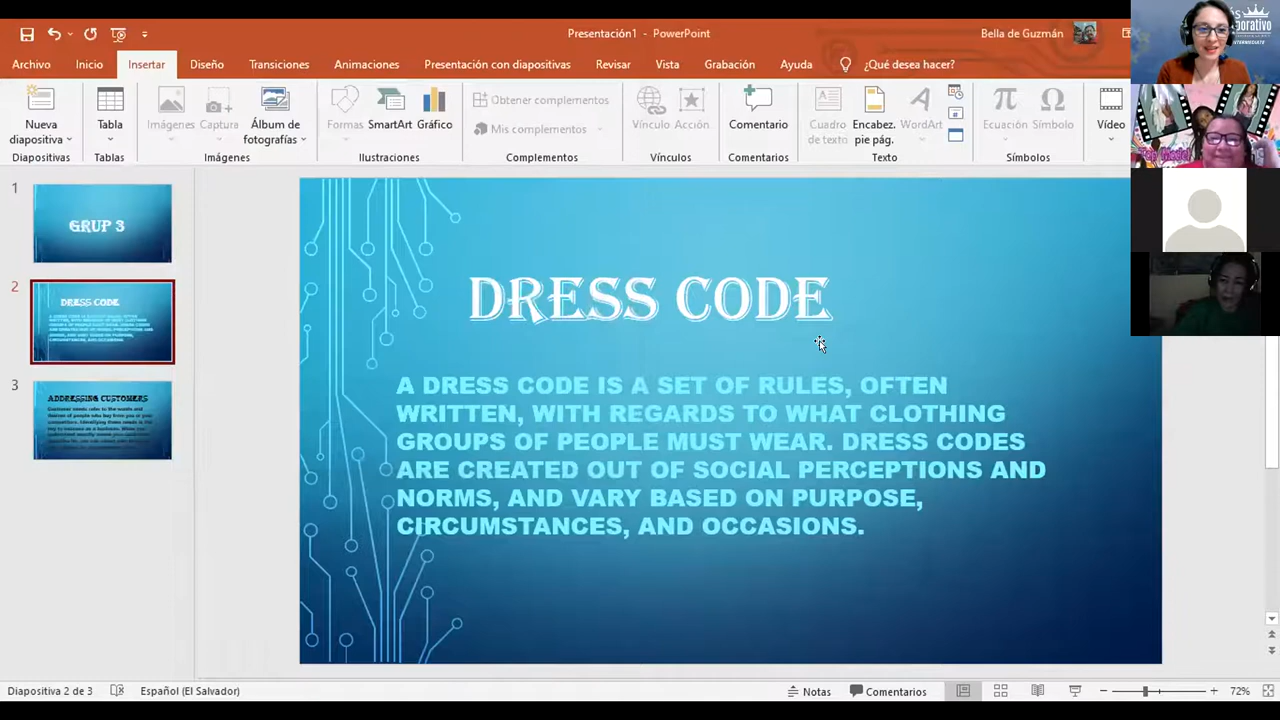 Presentación1 - PowerPoint
Bella de Guzmán
Archivo
Inicio
Insertar
Diseño
Transiciones
Animaciones
Presentación con diapositivas
Revisar
Vista
Grabación
Ayuda
¿Qué desea hacer?
Nueva
diapositiva
Diapositivas
Tabla
Tablas
Imágenes
Captura
Álbum de
fotografías
Imágenes
Formas
SmartArt
Gráfico
Ilustraciones
Obtener complementos
Mis complementos
Complementos
Vínculo
Acción
Vínculos
Comentario
Comentarios
Cuadro
de texto
Encabez.
pie pág.
WordArt
Texto
Ecuación
Símbolo
Símbolos
Vídeo
1
GRUP 3
2
DRESS CODE
3
ADDRESSING CUSTOMERS
DRESS CODE
A DRESS CODE IS A SET OF RULES, OFTEN
WRITTEN, WITH REGARDS TO WHAT CLOTHING
GROUPS OF PEOPLE MUST WEAR. DRESS CODES
ARE CREATED OUT OF SOCIAL PERCEPTIONS AND
NORMS, AND VARY BASED ON PURPOSE,
CIRCUMSTANCES, AND OCCASIONS.
Top Model
Diapositiva 2 de 3
Español (El Salvador)
Notas
Comentarios
72%